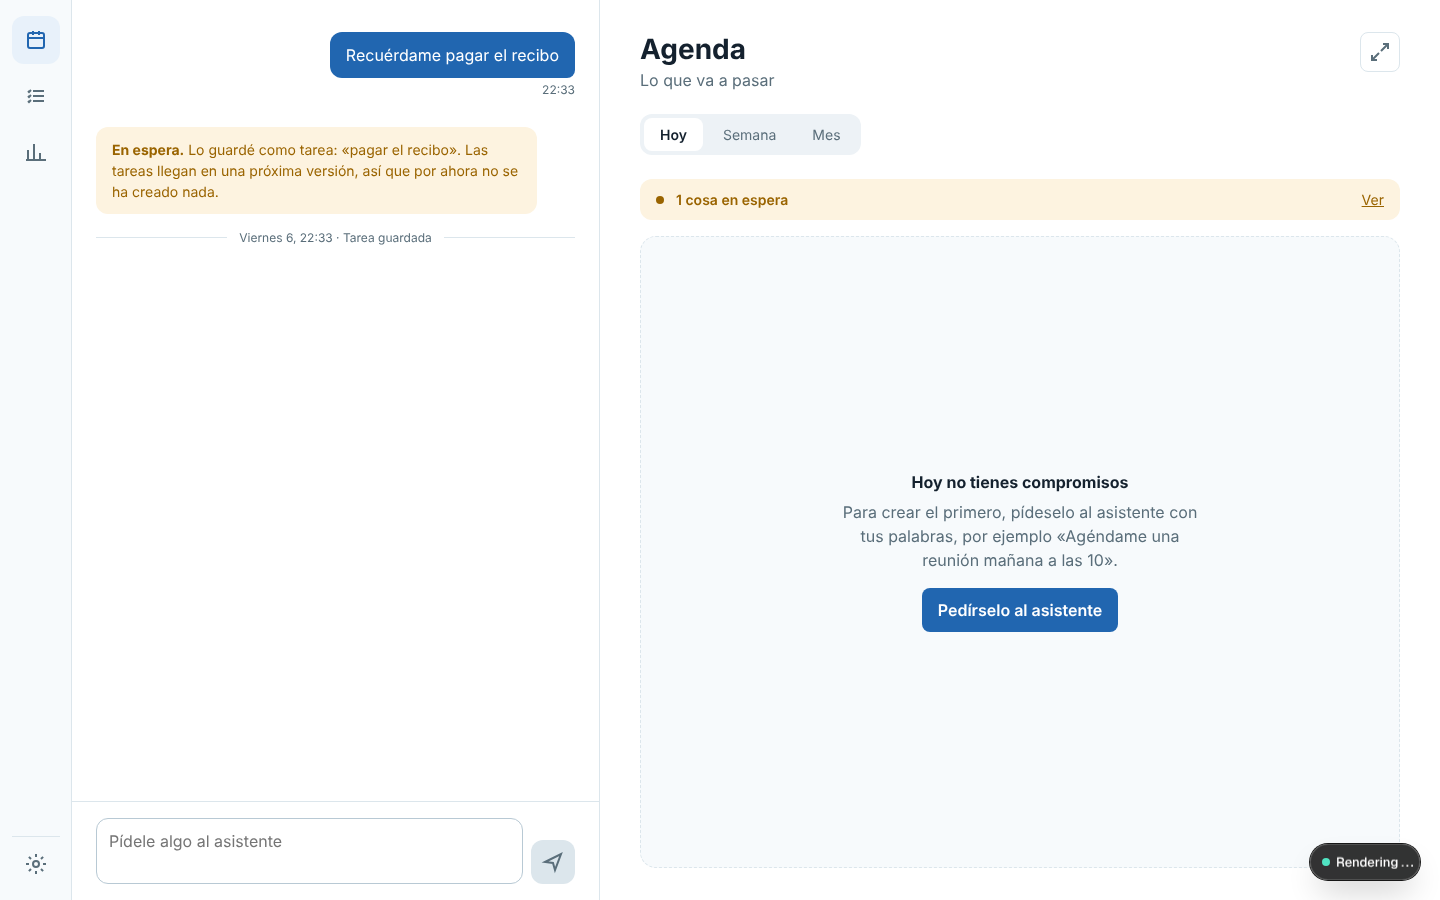 Recuérdame pagar el recibo
22:33
En espera. Lo guardé como tarea: «pagar el recibo». Las
tareas llegan en una próxima versión, así que por ahora no se
ha creado nada.
Viernes 6, 22:33 · Tarea guardada
Pídele algo al asistente
Agenda
Lo que va a pasar
Hoy
Semana
Mes
1 cosa en espera
Ver
Hoy no tienes compromisos
Para crear el primero, pídeselo al asistente con
tus palabras, por ejemplo «Agéndame una
reunión mañana a las 10».
Pedírselo al asistente
Rendering ...